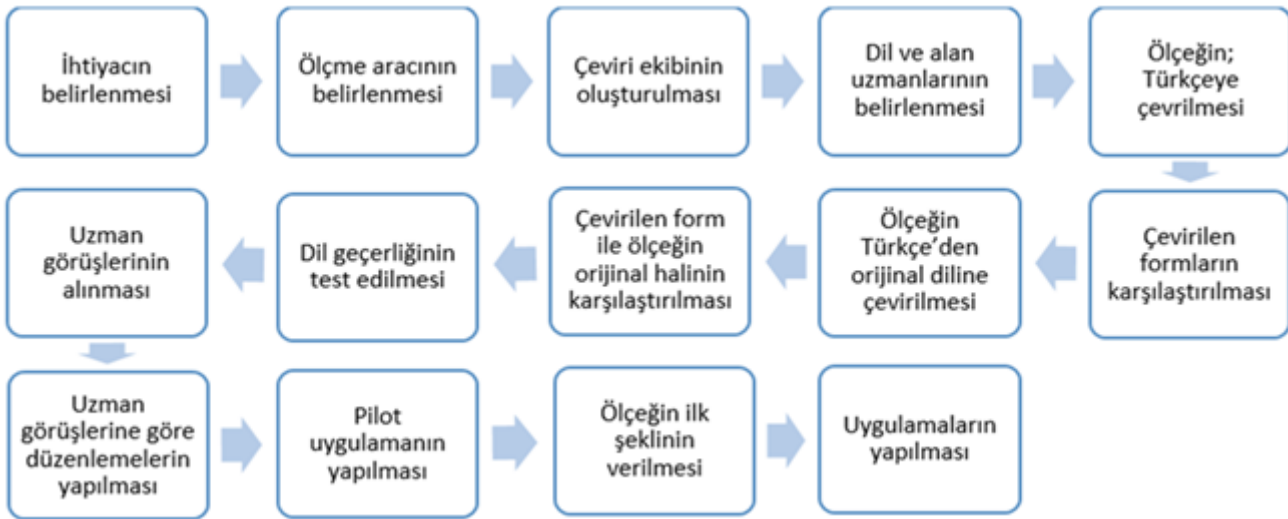 İhtiyacın
belirlenmesi
Ölçme aracının
belirlenmesi
Çeviri ekibinin
oluşturulması
Dil ve alan
uzmanlarının
belirlenmesi
Ölçeğin;
Türkçeye
çevrilmesi
Çevirilen
formların
karşılaştırılması
Ölçeğin
Türkçe’den
orijinal diline
çevirilmesi
Çevirilen form
ile ölçeğin
orijinal halinin
karşılaştırılması
Dil geçerliğinin
test edilmesi
Uzman
görüşlerinin
alınması
Uzman
görüşlerine göre
düzenlemelerin
yapılması
Pilot
uygulamanın
yapılması
Ölçeğin ilk
şeklinin
verilmesi
Uygulamaların
yapılması